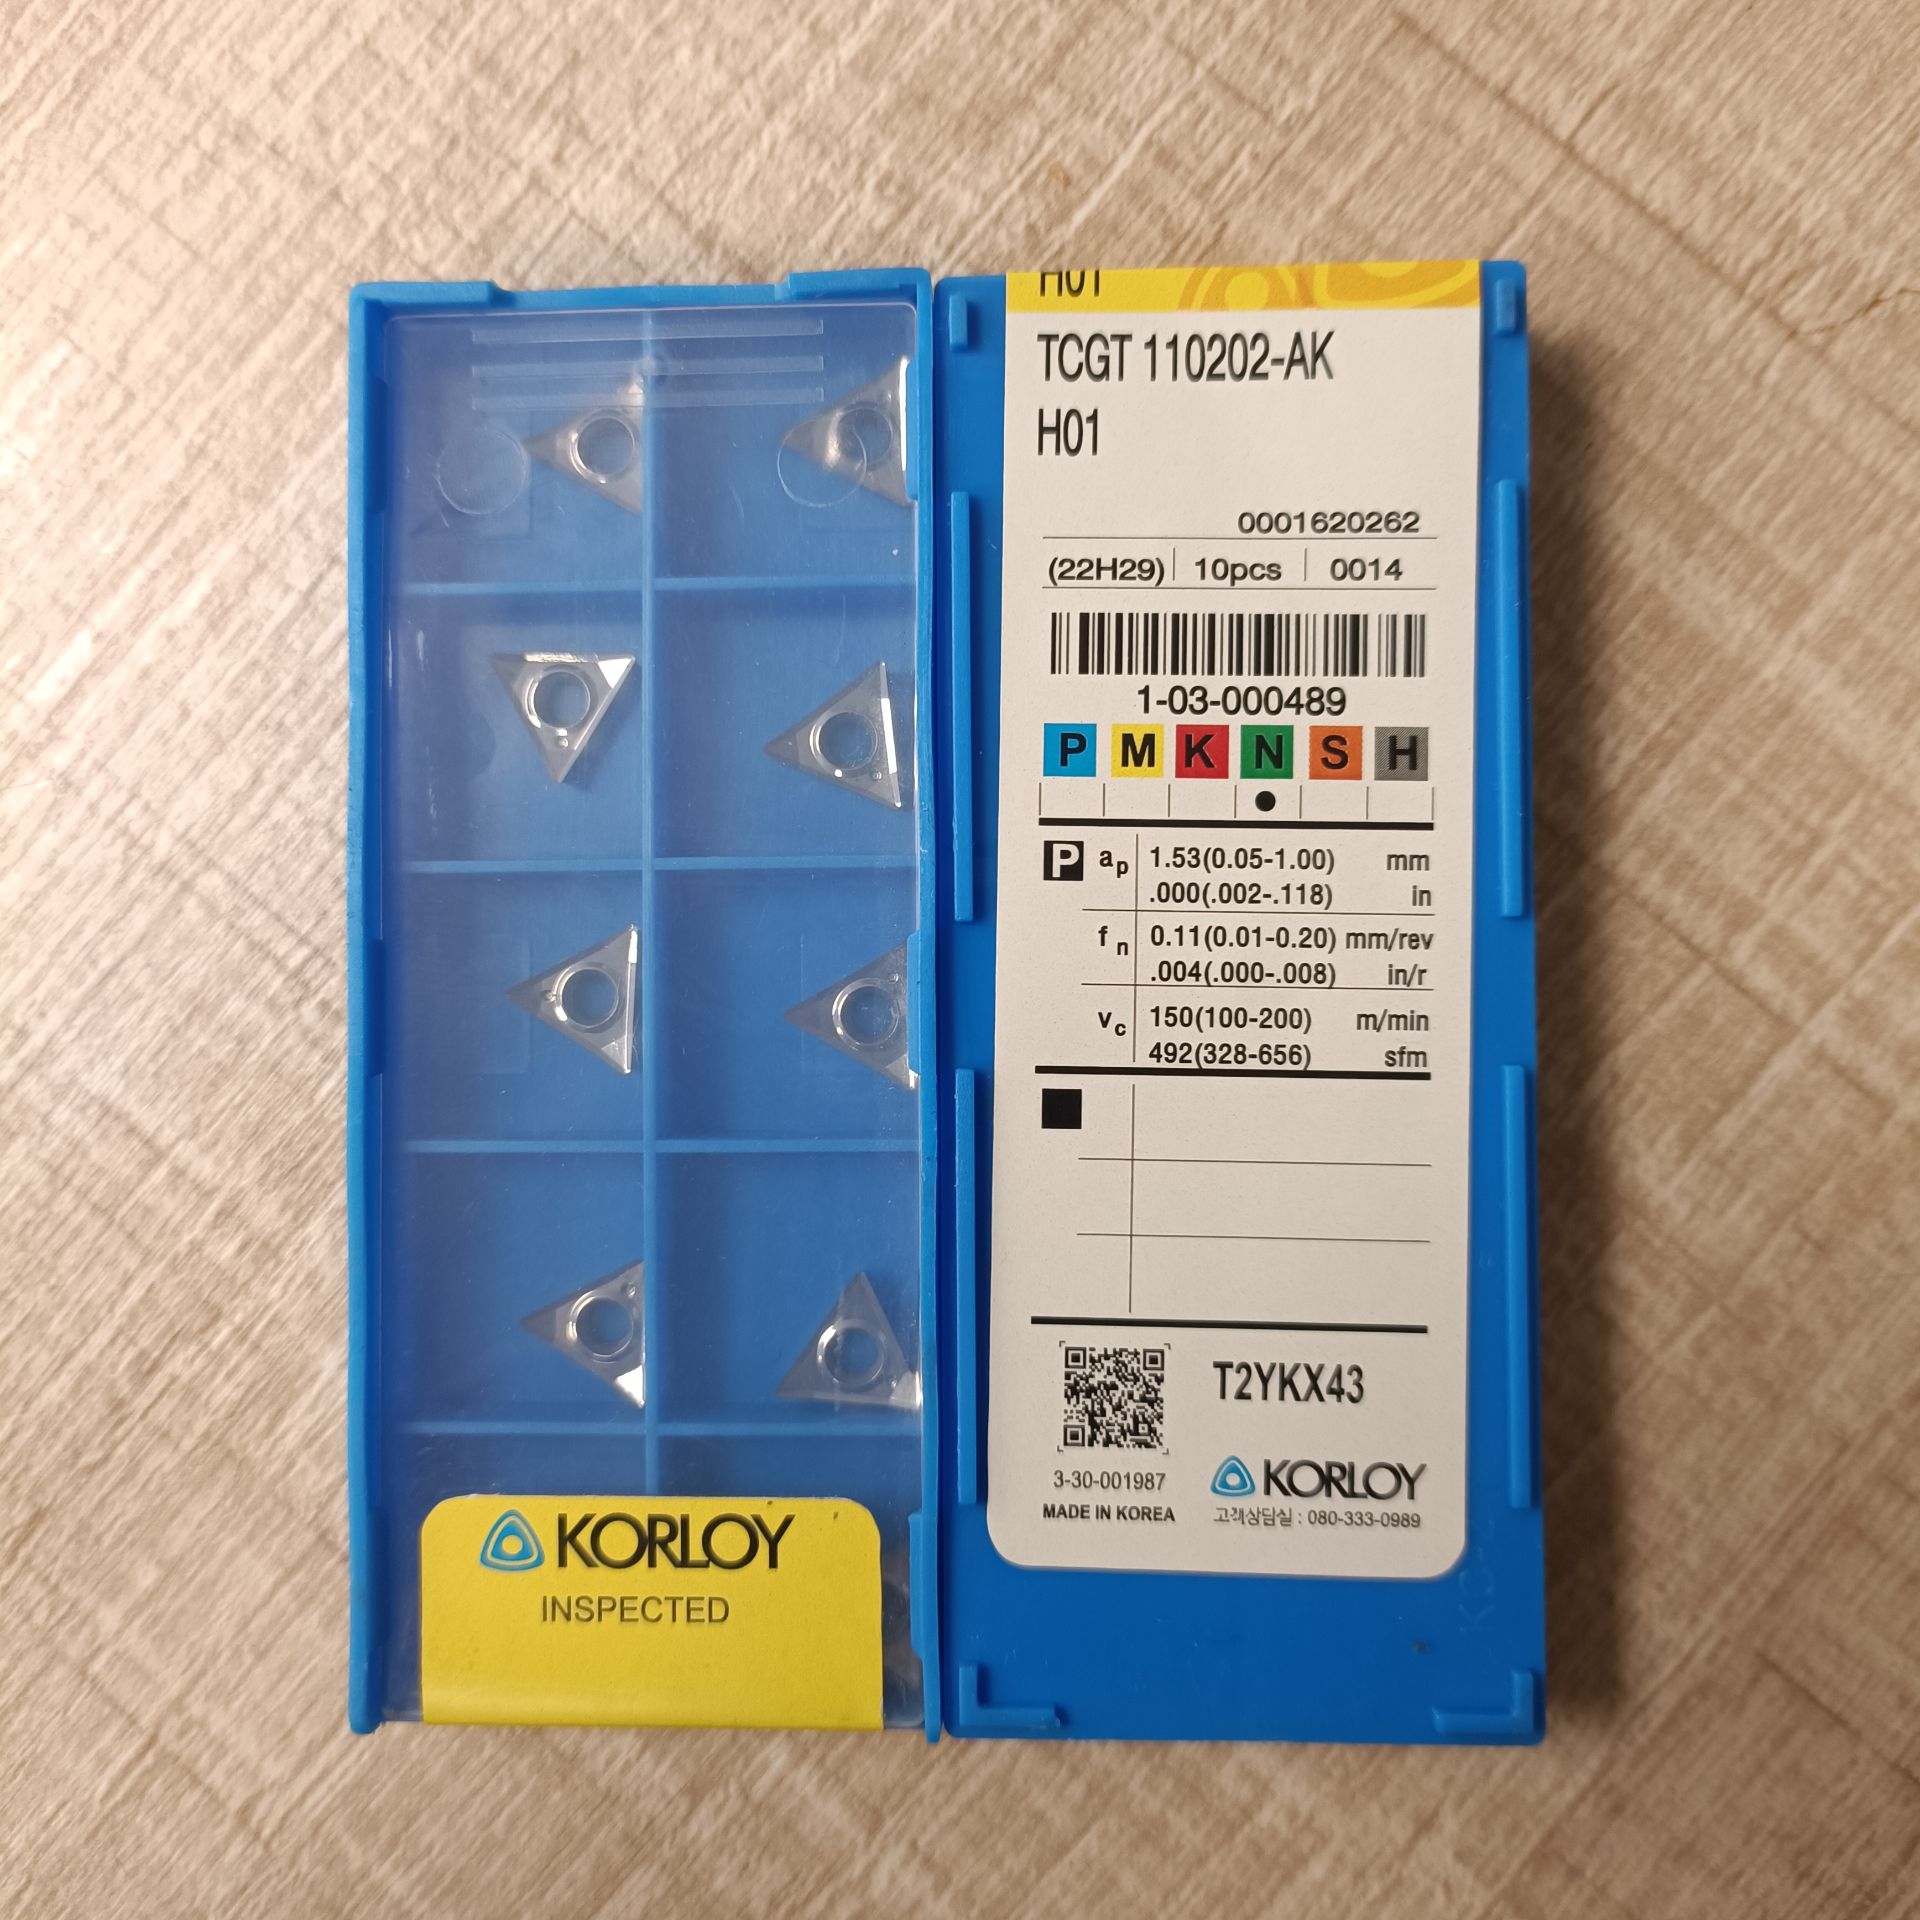 KORLOY
INSPECTED
H01
TCGT 110202-AK
H01
0001620262
(22H29) 10pcs 0014
1-03-000489
P M K N S H
P ap 1.53(0.05-1.00) mm
.000(.002-.118) in
fn 0.11(0.01-0.20) mm/rev
.004(.000-.008) in/r
vc 150(100-200) m/min
492(328-656) sfm
T2YKX43
3-30-001987
KORLOY
MADE IN KOREA
고객상담실 : 080-333-0989